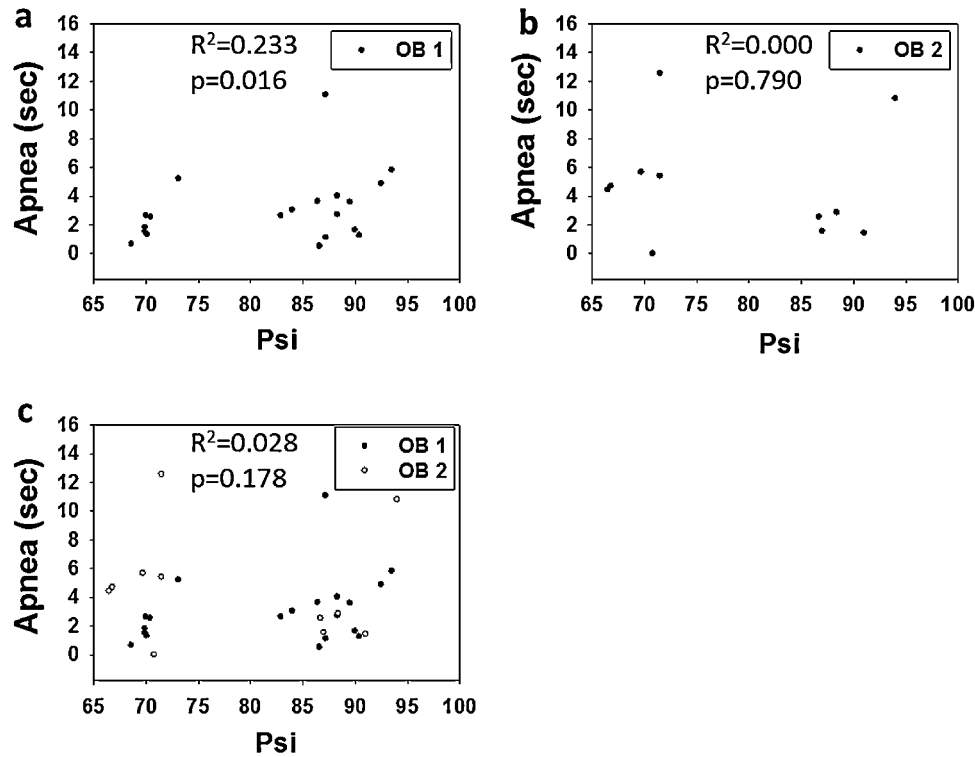 a
R²=0.233
p=0.016
OB 1
Apnea (sec)
16
14
12
10
8
6
4
2
0
65 70 75 80 85 90 95 100
Psi
b
R²=0.000
p=0.790
OB 2
Apnea (sec)
16
14
12
10
8
6
4
2
0
65 70 75 80 85 90 95 100
Psi
c
R²=0.028
p=0.178
OB 1
OB 2
Apnea (sec)
16
14
12
10
8
6
4
2
0
65 70 75 80 85 90 95 100
Psi